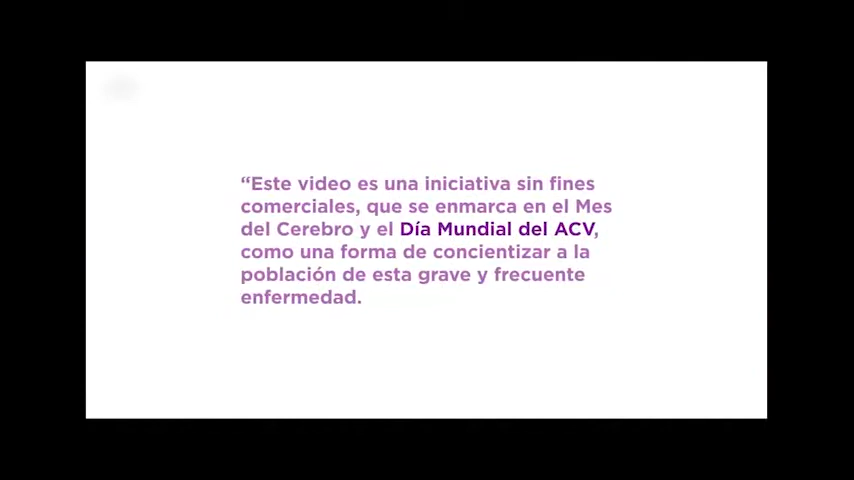 “Este video es una iniciativa sin fines
comerciales, que se enmarca en el Mes
del Cerebro y el Día Mundial del ACV,
como una forma de concientizar a la
población de esta grave y frecuente
enfermedad.